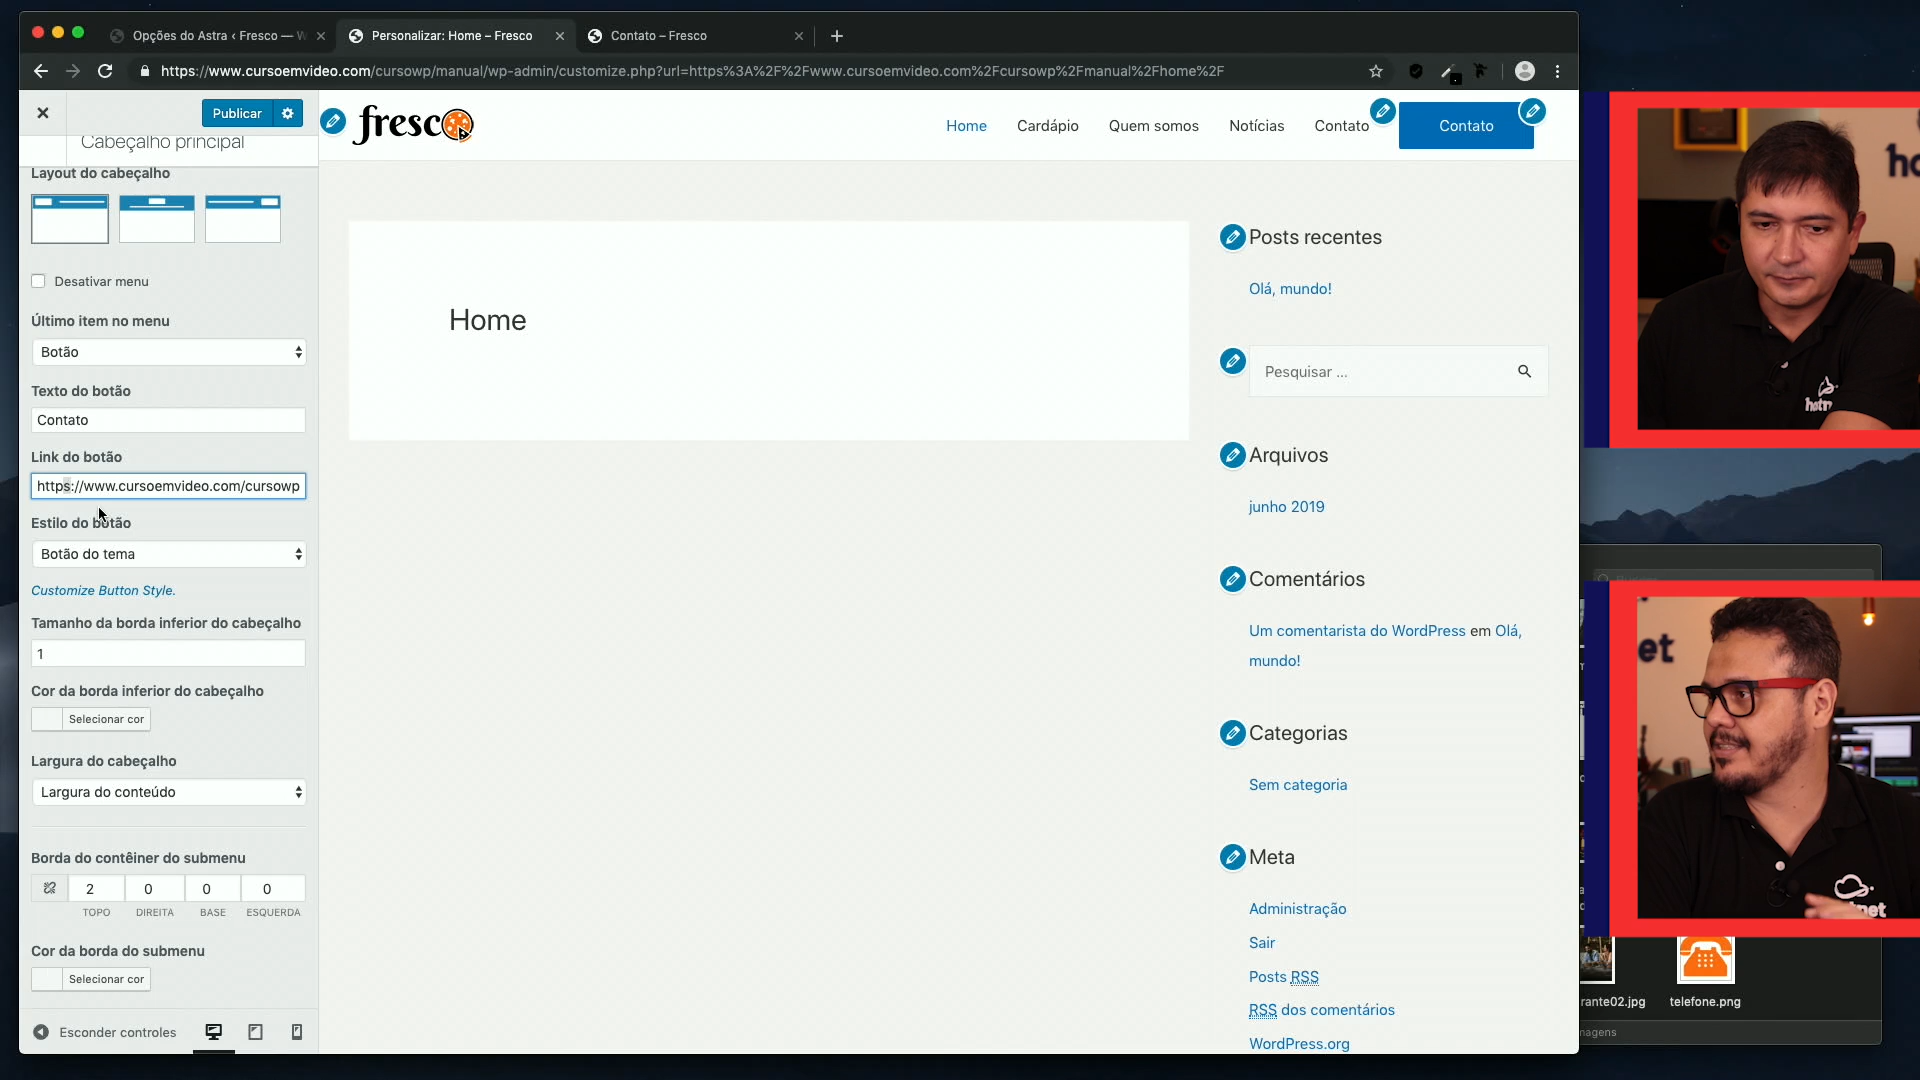 Opções do Astra ‹ Fresco — W
Personalizar: Home – Fresco
Contato – Fresco
https://www.cursoemvideo.com/cursowp/manual/wp-admin/customize.php?url=https%3A%2F%2Fwww.cursoemvideo.com%2Fcursowp%2Fmanual%2Fhome%2F
Publicar
Cabeçalho principal
Layout do cabeçalho
Desativar menu
Último item no menu
Botão
Texto do botão
Contato
Link do botão
https://www.cursoemvideo.com/cursowp
Estilo do botão
Botão do tema
Customize Button Style.
Tamanho da borda inferior do cabeçalho
1
Cor da borda inferior do cabeçalho
Selecionar cor
Largura do cabeçalho
Largura do conteúdo
Borda do contêiner do submenu
2 0 0 0
TOPO DIREITA BASE ESQUERDA
Cor da borda do submenu
Selecionar cor
Esconder controles
fresco
Home Cardápio Quem somos Notícias Contato Contato
Home
Posts recentes
Olá, mundo!
Pesquisar ...
Arquivos
junho 2019
Comentários
Um comentarista do WordPress em Olá,
mundo!
Categorias
Sem categoria
Meta
Administração
Sair
Posts RSS
RSS dos comentários
WordPress.org
rante02.jpg
telefone.png
nagens